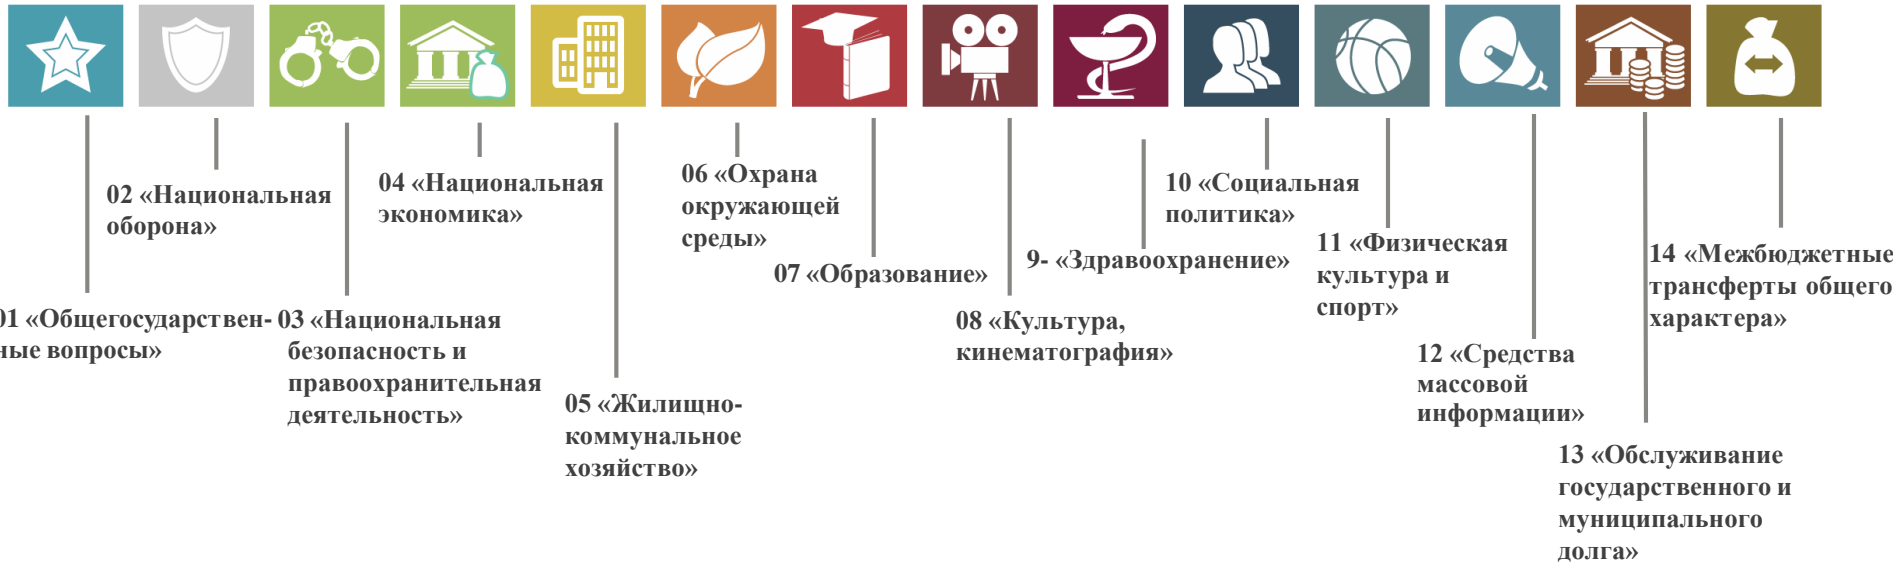 01 «Общегосударствен-
ные вопросы»
02 «Национальная
оборона»
03 «Национальная
безопасность и
правоохранительная
деятельность»
04 «Национальная
экономика»
05 «Жилищно-
коммунальное
хозяйство»
06 «Охрана
окружающей
среды»
07 «Образование»
08 «Культура,
кинематография»
9- «Здравоохранение»
10 «Социальная
политика»
11 «Физическая
культура и
спорт»
12 «Средства
массовой
информации»
13 «Обслуживание
государственного и
муниципального
долга»
14 «Межбюджетные
трансферты общего
характера»